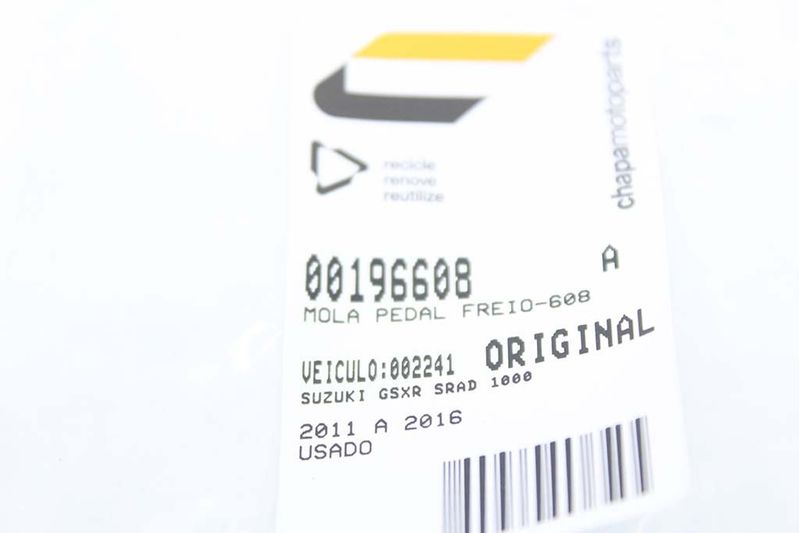 chapamotoparts
recicle
renove
reutilize
00196608 A
MOLA PEDAL FREIO-608
VEICULO:002241 ORIGINAL
SUZUKI GSXR SRAD 1000
2011 A 2016
USADO